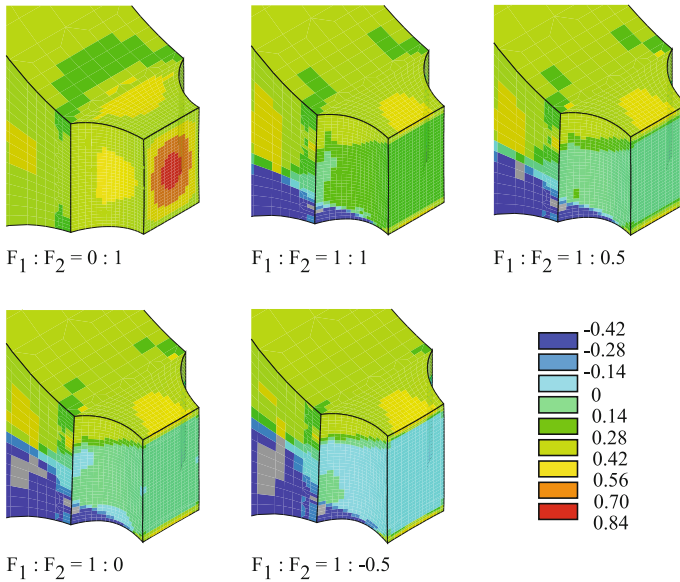 F1 : F2 = 0 : 1
F1 : F2 = 1 : 1
F1 : F2 = 1 : 0.5
F1 : F2 = 1 : 0
F1 : F2 = 1 : -0.5
-0.42
-0.28
-0.14
0
0.14
0.28
0.42
0.56
0.70
0.84